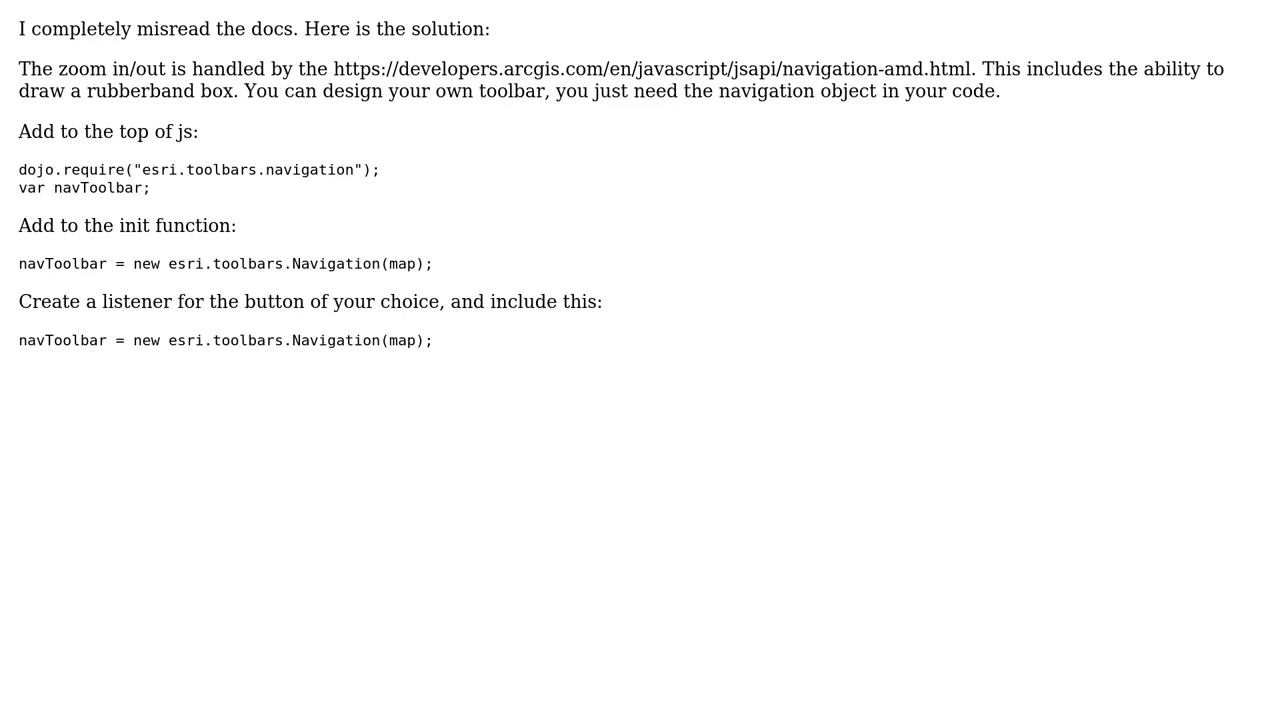 I completely misread the docs. Here is the solution:
The zoom in/out is handled by the https://developers.arcgis.com/en/javascript/jsapi/navigation-amd.html. This includes the ability to
draw a rubberband box. You can design your own toolbar, you just need the navigation object in your code.
Add to the top of js:
dojo.require("esri.toolbars.navigation");
var navToolbar;
Add to the init function:
navToolbar = new esri.toolbars.Navigation(map);
Create a listener for the button of your choice, and include this:
navToolbar = new esri.toolbars.Navigation(map);